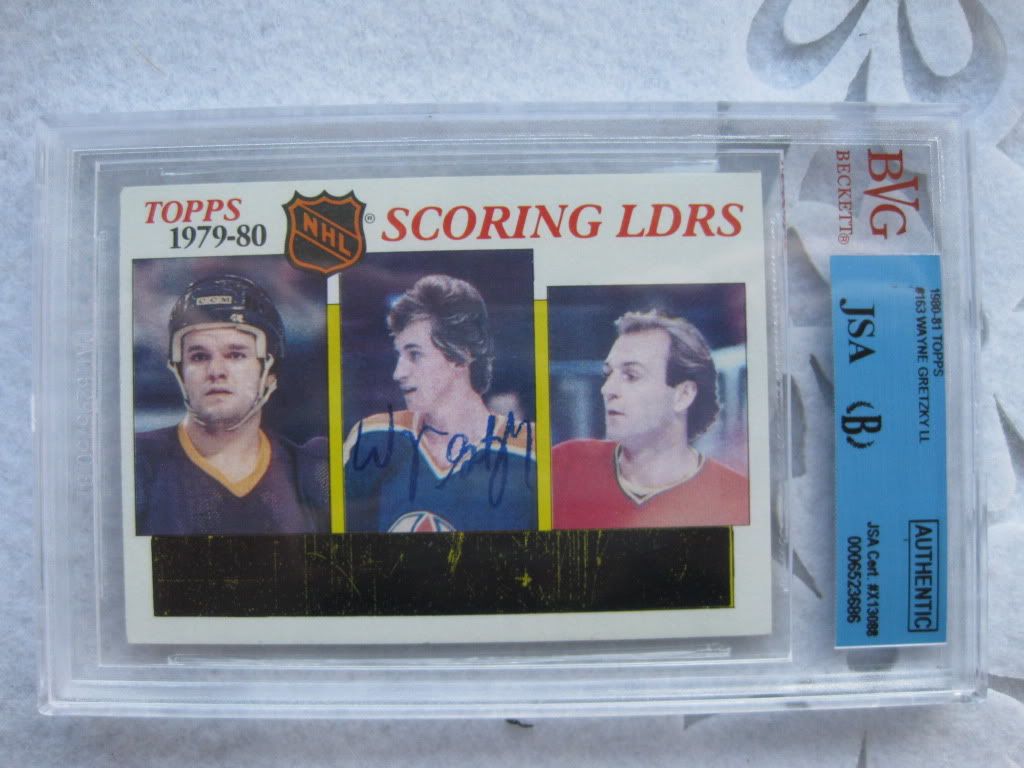 TOPPS
1979-80
NHL
®
SCORING LDRS
CCM
BVG
BECKETT®
1980-81 TOPPS
#163 WAYNE GRETZKY LL
JSA (B)
AUTHENTIC
JSA Cert. #X13088
0006523686